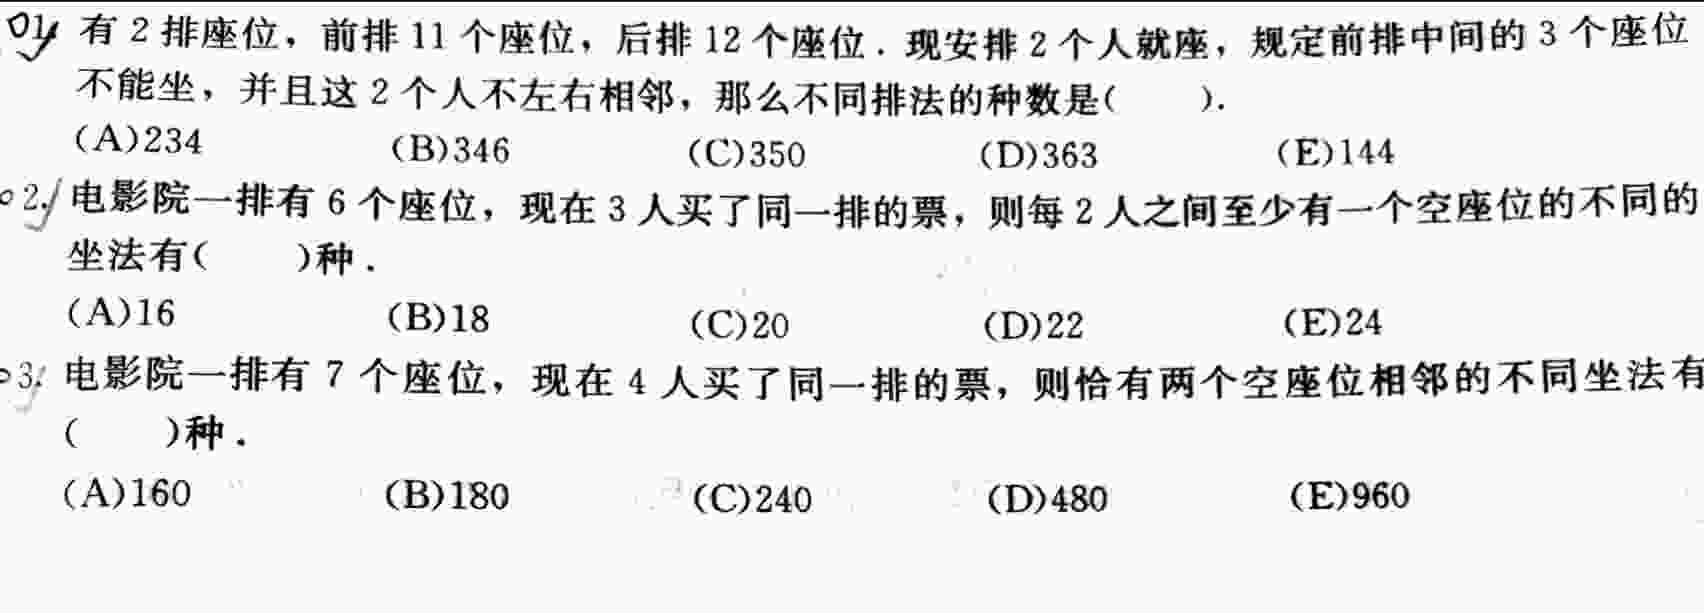 01 有 2 排座位，前排 11 个座位，后排 12 个座位．现安排 2 个人就座，规定前排中间的 3 个座位
不能坐，并且这 2 个人不左右相邻，那么不同排法的种数是(　　).
(A)234　(B)346　(C)350　(D)363　(E)144
02. 电影院一排有 6 个座位，现在 3 人买了同一排的票，则每 2 人之间至少有一个空座位的不同的
坐法有(　　)种．
(A)16　(B)18　(C)20　(D)22　(E)24
03. 电影院一排有 7 个座位，现在 4 人买了同一排的票，则恰有两个空座位相邻的不同坐法有
(　　)种．
(A)160　(B)180　(C)240　(D)480　(E)960